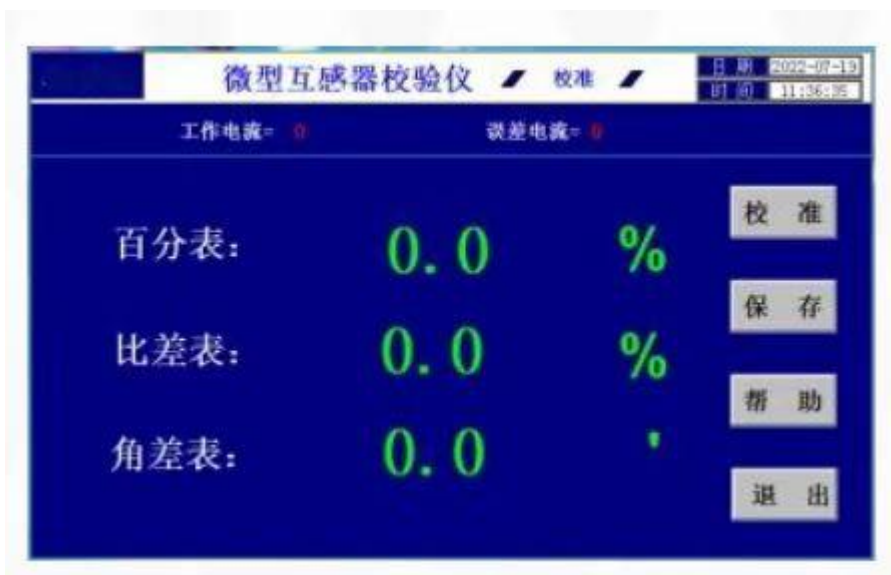 微型互感器校验仪 校准
日期 2022-07-19
时间 11:36:35
工作电流= 0 误差电流= 0
百分表: 0.0 %
比差表: 0.0 %
角差表: 0.0 '
校 准
保 存
帮 助
退 出